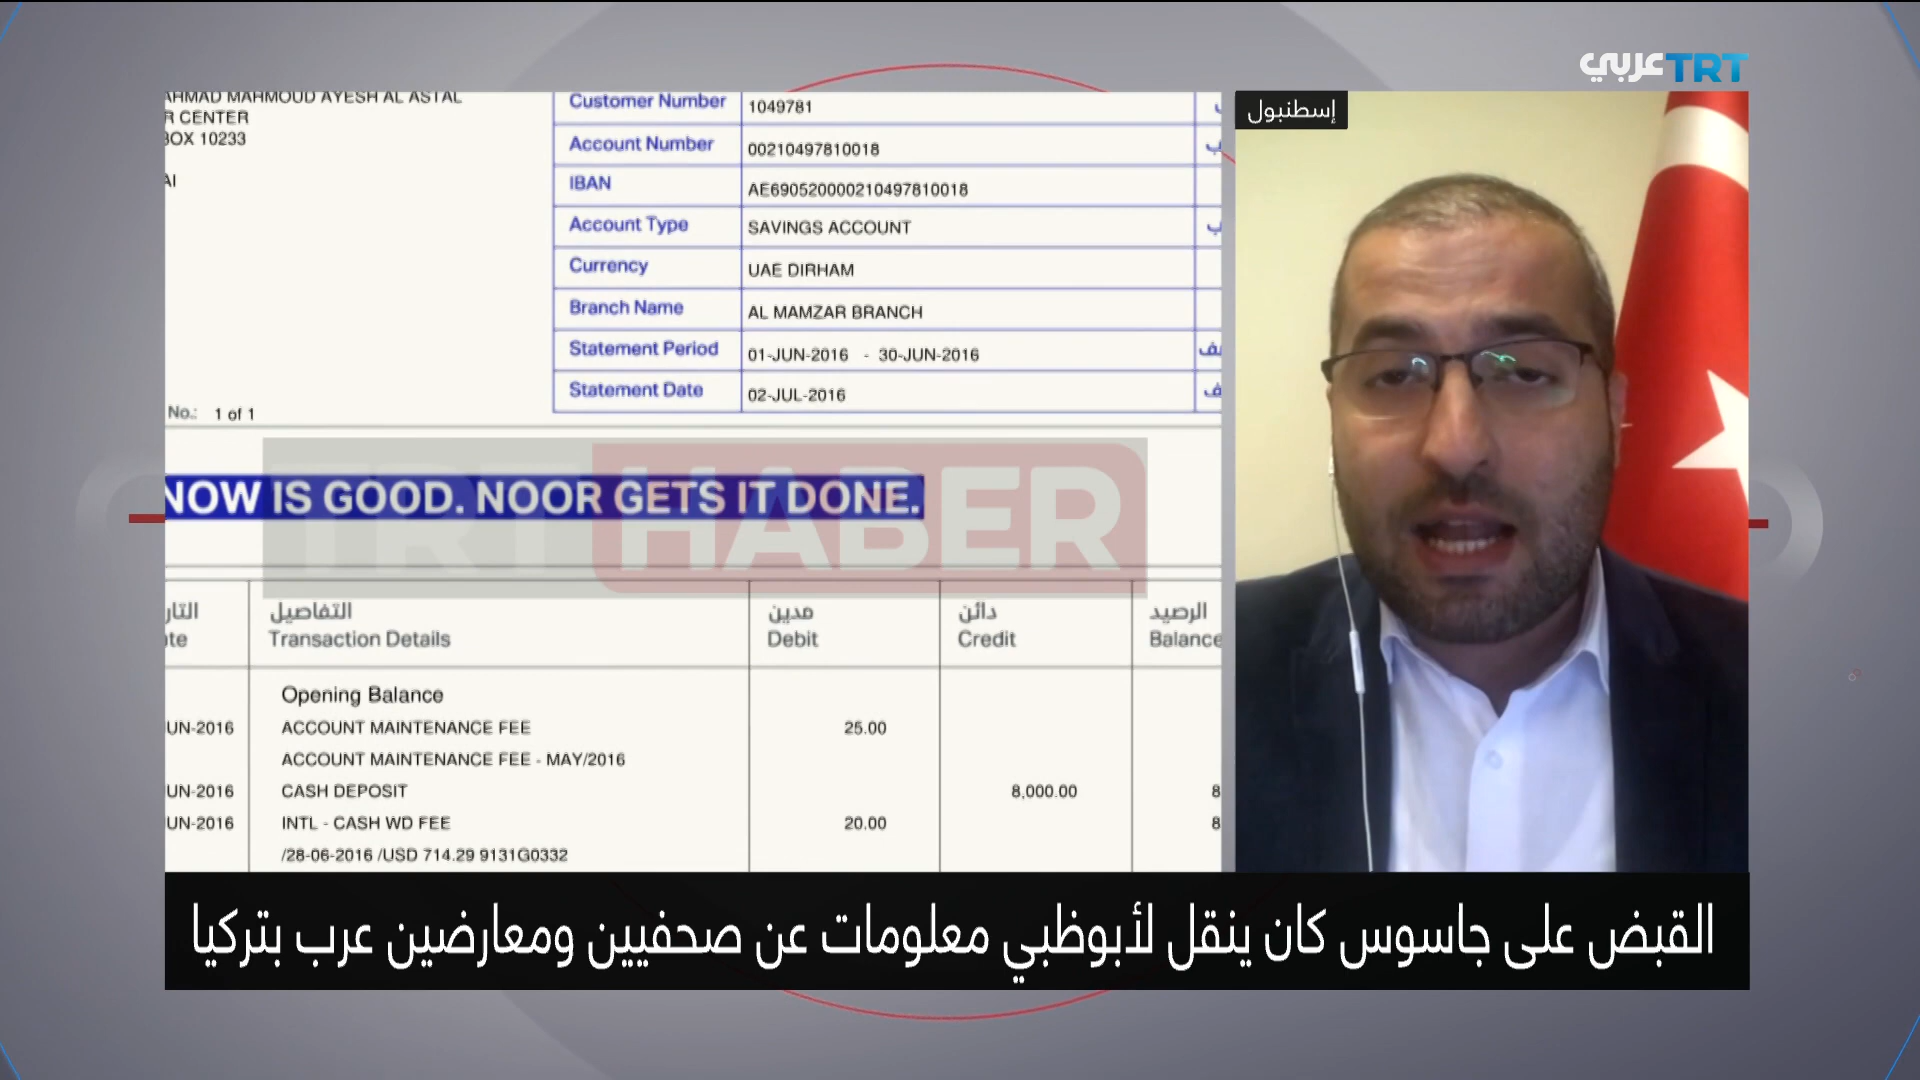 TRT عربي
إسطنبول
AHMAD MAHMOUD AYESH AL ASTAL
R CENTER
BOX 10233
AI
Customer Number 1049781
Account Number 00210497810018
IBAN AE690520000210497810018
Account Type SAVINGS ACCOUNT
Currency UAE DIRHAM
Branch Name AL MAMZAR BRANCH
Statement Period 01-JUN-2016 - 30-JUN-2016
Statement Date 02-JUL-2016
No.: 1 of 1
NOW IS GOOD. NOOR GETS IT DONE.
TRT HABER
التفاصيل مدين دائن الرصيد
Transaction Details Debit Credit Balance
Opening Balance
UN-2016 ACCOUNT MAINTENANCE FEE 25.00
ACCOUNT MAINTENANCE FEE - MAY/2016
UN-2016 CASH DEPOSIT 8,000.00 8
UN-2016 INTL - CASH WD FEE 20.00 8
/28-06-2016 /USD 714.29 9131G0332
القبض على جاسوس كان ينقل لأبوظبي معلومات عن صحفيين ومعارضين عرب بتركيا